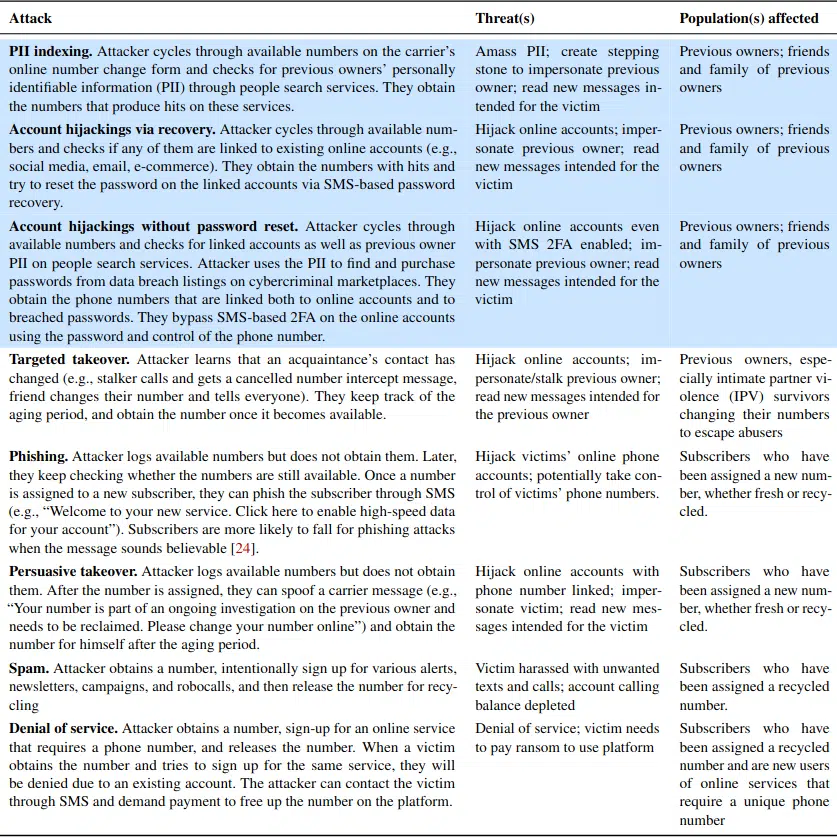 Attack Threat(s) Population(s) affected
PII indexing. Attacker cycles through available numbers on the carrier's
online number change form and checks for previous owners' personally
identifiable information (PII) through people search services. They obtain
the numbers that produce hits on these services.
Amass PII; create stepping
stone to impersonate previous
owner; read new messages in-
tended for the victim
Previous owners; friends
and family of previous
owners
Account hijackings via recovery. Attacker cycles through available num-
bers and checks if any of them are linked to existing online accounts (e.g.,
social media, email, e-commerce). They obtain the numbers with hits and
try to reset the password on the linked accounts via SMS-based password
recovery.
Hijack online accounts; imper-
sonate previous owner; read
new messages intended for the
victim
Previous owners; friends
and family of previous
owners
Account hijackings without password reset. Attacker cycles through
available numbers and checks for linked accounts as well as previous owner
PII on people search services. Attacker uses the PII to find and purchase
passwords from data breach listings on cybercriminal marketplaces. They
obtain the phone numbers that are linked both to online accounts and to
breached passwords. They bypass SMS-based 2FA on the online accounts
using the password and control of the phone number.
Hijack online accounts even
with SMS 2FA enabled; im-
personate previous owner; read
new messages intended for the
victim
Previous owners; friends
and family of previous
owners
Targeted takeover. Attacker learns that an acquaintance's contact has
changed (e.g., stalker calls and gets a cancelled number intercept message,
friend changes their number and tells everyone). They keep track of the
aging period, and obtain the number once it becomes available.
Hijack online accounts; im-
personate/stalk previous owner;
read new messages intended for
the previous owner
Previous owners, espe-
cially intimate partner vi-
olence (IPV) survivors
changing their numbers
to escape abusers
Phishing. Attacker logs available numbers but does not obtain them. Later,
they keep checking whether the numbers are still available. Once a number
is assigned to a new subscriber, they can phish the subscriber through SMS
(e.g., “Welcome to your new service. Click here to enable high-speed data
for your account”). Subscribers are more likely to fall for phishing attacks
when the message sounds believable [24].
Hijack victims' online phone
accounts; potentially take con-
trol of victims' phone numbers.
Subscribers who have
been assigned a new num-
ber, whether fresh or recy-
cled.
Persuasive takeover. Attacker logs available numbers but does not obtain
them. After the number is assigned, they can spoof a carrier message (e.g.,
“Your number is part of an ongoing investigation on the previous owner and
needs to be reclaimed. Please change your number online”) and obtain the
number for himself after the aging period.
Hijack online accounts with
phone number linked; imper-
sonate victim; read new mes-
sages intended for the victim
Subscribers who have
been assigned a new num-
ber, whether fresh or recy-
cled.
Spam. Attacker obtains a number, intentionally sign up for various alerts,
newsletters, campaigns, and robocalls, and then release the number for recy-
cling
Victim harassed with unwanted
texts and calls; account calling
balance depleted
Subscribers who have
been assigned a recycled
number.
Denial of service. Attacker obtains a number, sign-up for an online service
that requires a phone number, and releases the number. When a victim
obtains the number and tries to sign up for the same service, they will
be denied due to an existing account. The attacker can contact the victim
through SMS and demand payment to free up the number on the platform.
Denial of service; victim needs
to pay ransom to use platform
Subscribers who have
been assigned a recycled
number and are new users
of online services that
require a unique phone
number